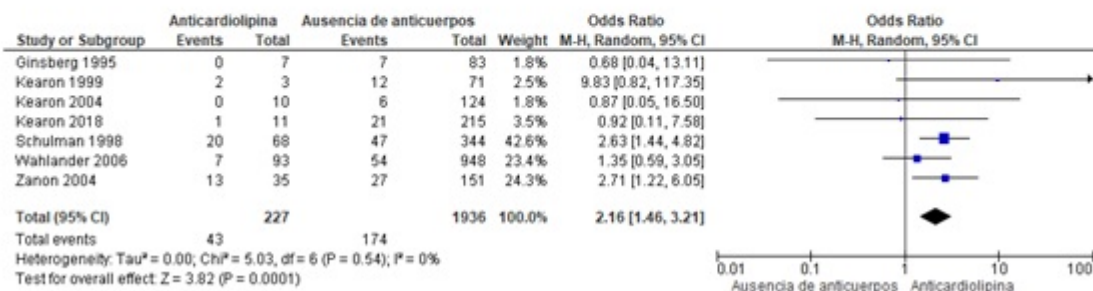 Anticardiolipina Ausencia de anticuerpos Odds Ratio Odds Ratio
Study or Subgroup Events Total Events Total Weight M-H, Random, 95% CI M-H, Random, 95% CI
Ginsberg 1995 0 7 7 83 1.8% 0.68 [0.04, 13.11]
Kearon 1999 2 3 12 71 2.5% 9.83 [0.82, 117.35]
Kearon 2004 0 10 6 124 1.8% 0.87 [0.05, 16.50]
Kearon 2018 1 11 21 215 3.5% 0.92 [0.11, 7.58]
Schulman 1998 20 68 47 344 42.6% 2.63 [1.44, 4.82]
Wahlander 2006 7 93 54 948 23.4% 1.35 [0.59, 3.05]
Zanon 2004 13 35 27 151 24.3% 2.71 [1.22, 6.05]
Total (95% CI) 227 1936 100.0% 2.16 [1.46, 3.21]
Total events 43 174
Heterogeneity: Tau² = 0.00; Chi² = 5.03, df = 6 (P = 0.54); I² = 0%
Test for overall effect: Z = 3.82 (P = 0.0001)
0.01 0.1 1 10 100
Ausencia de anticuerpos Anticardiolipina